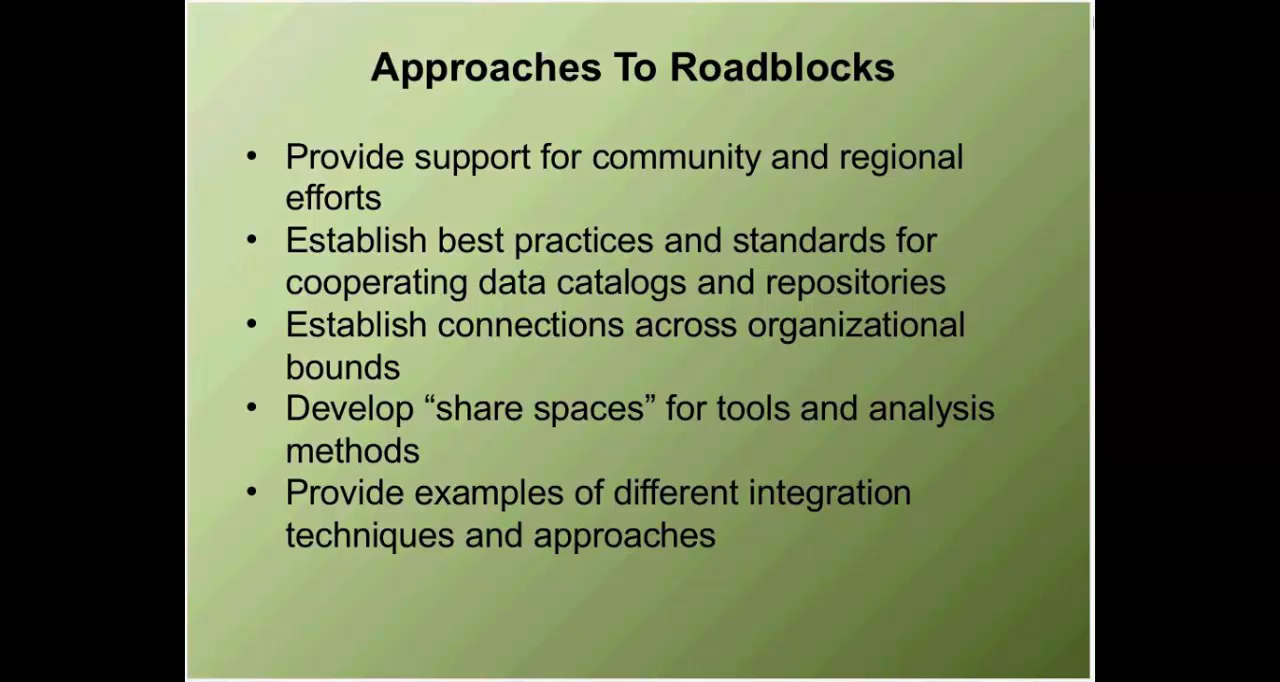 Approaches To Roadblocks
• Provide support for community and regional
efforts
• Establish best practices and standards for
cooperating data catalogs and repositories
• Establish connections across organizational
bounds
• Develop “share spaces” for tools and analysis
methods
• Provide examples of different integration
techniques and approaches